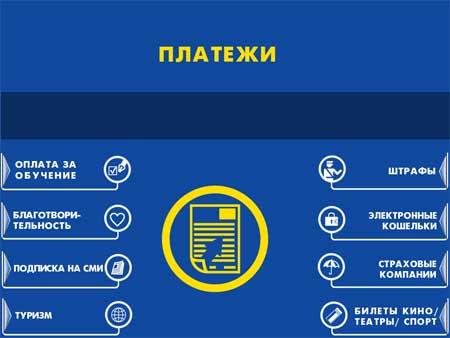 ПЛАТЕЖИ
ОПЛАТА ЗА
ОБУЧЕНИЕ
БЛАГОТВОРИ-
ТЕЛЬНОСТЬ
ПОДПИСКА НА СМИ
ТУРИЗМ
ШТРАФЫ
ЭЛЕКТРОННЫЕ
КОШЕЛЬКИ
СТРАХОВЫЕ
КОМПАНИИ
БИЛЕТЫ КИНО/
ТЕАТРЫ/ СПОРТ